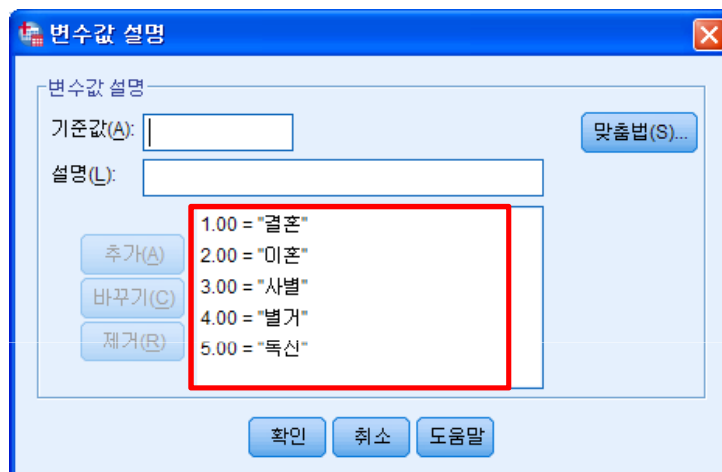 변수값 설명
변수값 설명
기준값(A):
맞춤법(S)...
설명(L):
1.00 = "결혼"
2.00 = "이혼"
3.00 = "사별"
4.00 = "별거"
5.00 = "독신"
추가(A)
바꾸기(C)
제거(R)
확인
취소
도움말